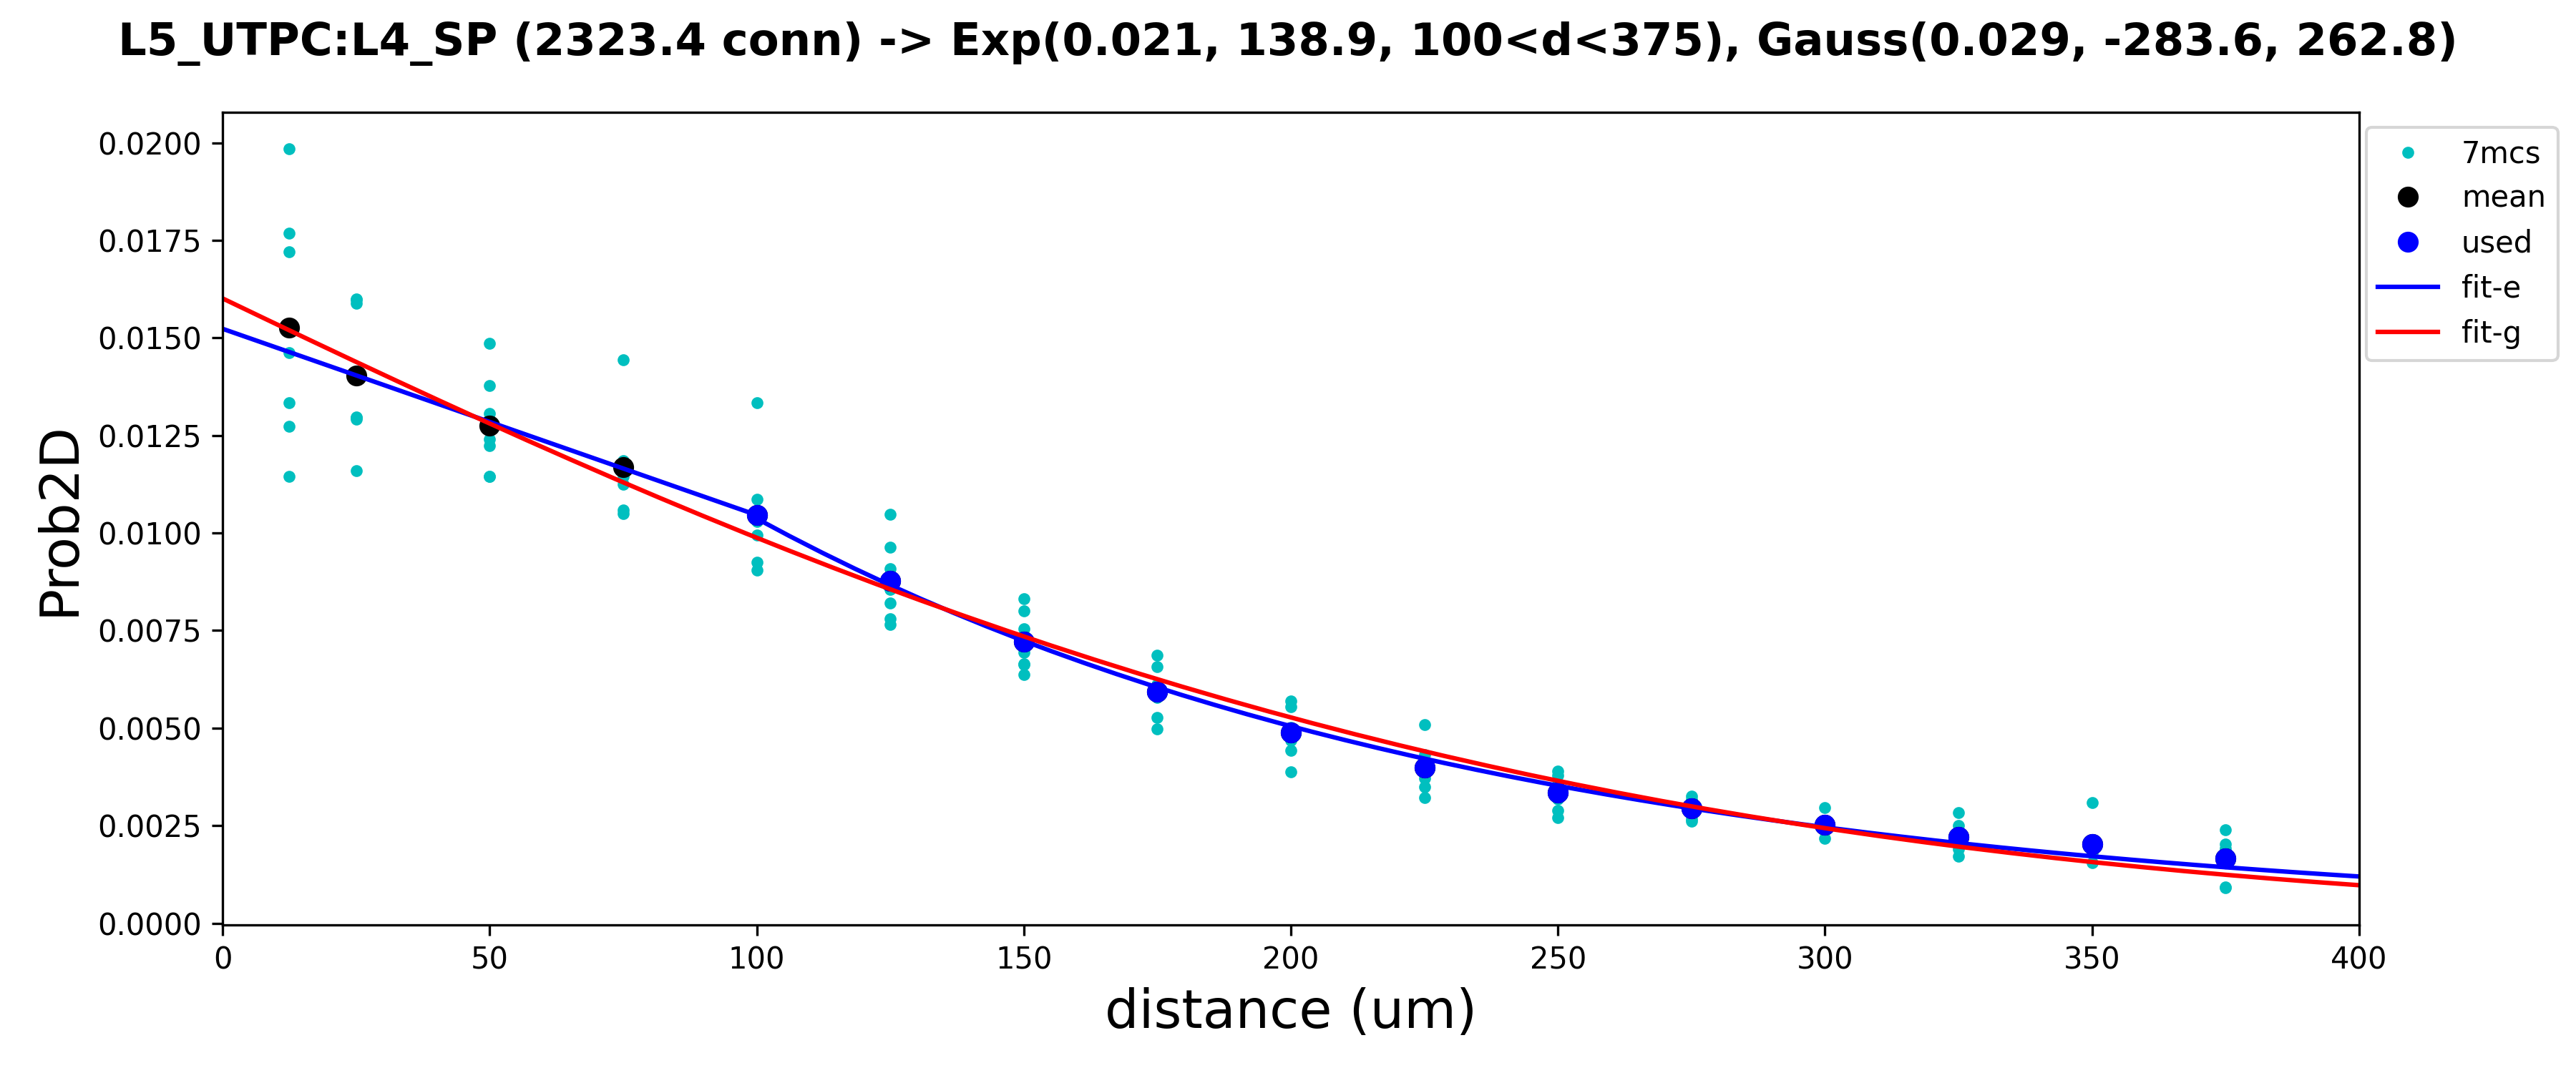 L5_UTPC:L4_SP (2323.4 conn) -> Exp(0.021, 138.9, 100<d<375), Gauss(0.029, -283.6, 262.8)
0.0200
0.0175
0.0150
0.0125
0.0100
0.0075
0.0050
0.0025
0.0000
Prob2D
0 50 100 150 200 250 300 350 400
distance (um)
7mcs
mean
used
fit-e
fit-g